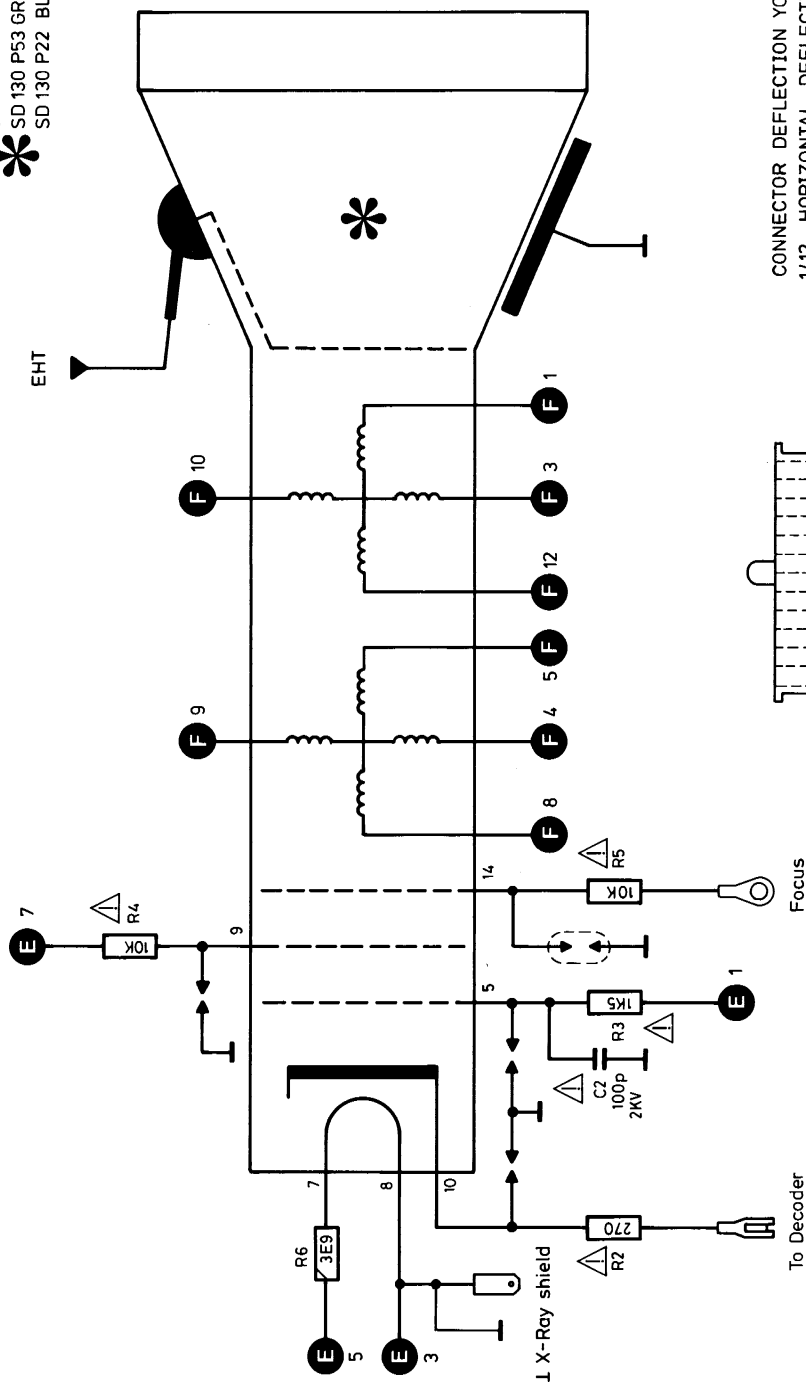 SD 130 P53 GR
SD 130 P22 BL
EHT
F 10
F 1
F 3
F 12
F 9
F 5
F 4
F 8
E 7
R4
10K
9
14
R5
10K
Focus
5
R3
1K5
E 1
C2
100p
2KV
7
8
10
R6
3E9
E 5
E 3
⊥ X-Ray shield
R2
270
To Decoder
CONNECTOR DEFLECTION YO
1/12 HORIZONTAL DEFLECT